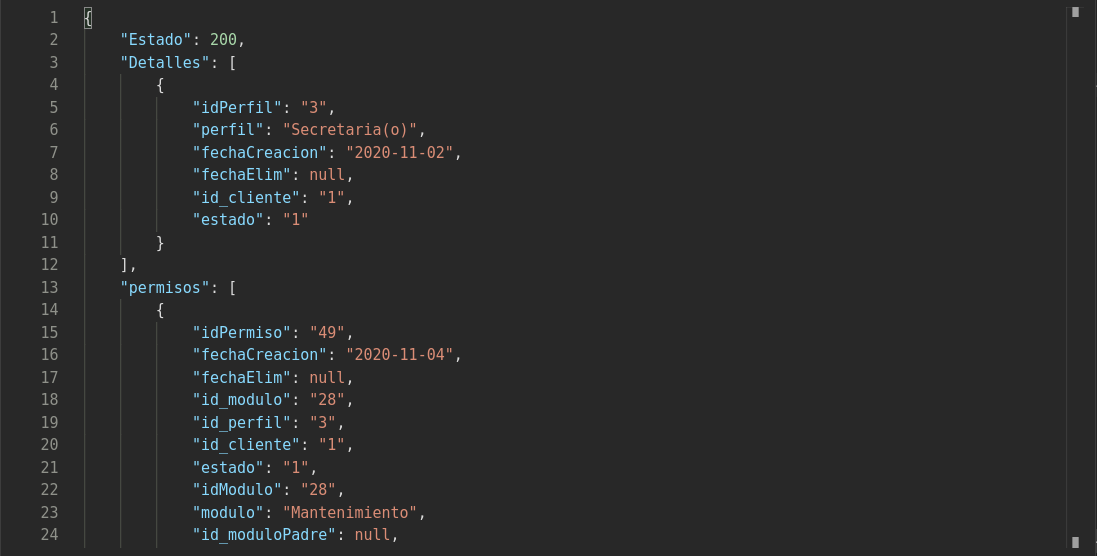 1 {
2     "Estado": 200,
3     "Detalles": [
4         {
5             "idPerfil": "3",
6             "perfil": "Secretaria(o)",
7             "fechaCreacion": "2020-11-02",
8             "fechaElim": null,
9             "id_cliente": "1",
10             "estado": "1"
11         }
12     ],
13     "permisos": [
14         {
15             "idPermiso": "49",
16             "fechaCreacion": "2020-11-04",
17             "fechaElim": null,
18             "id_modulo": "28",
19             "id_perfil": "3",
20             "id_cliente": "1",
21             "estado": "1",
22             "idModulo": "28",
23             "modulo": "Mantenimiento",
24             "id_moduloPadre": null,